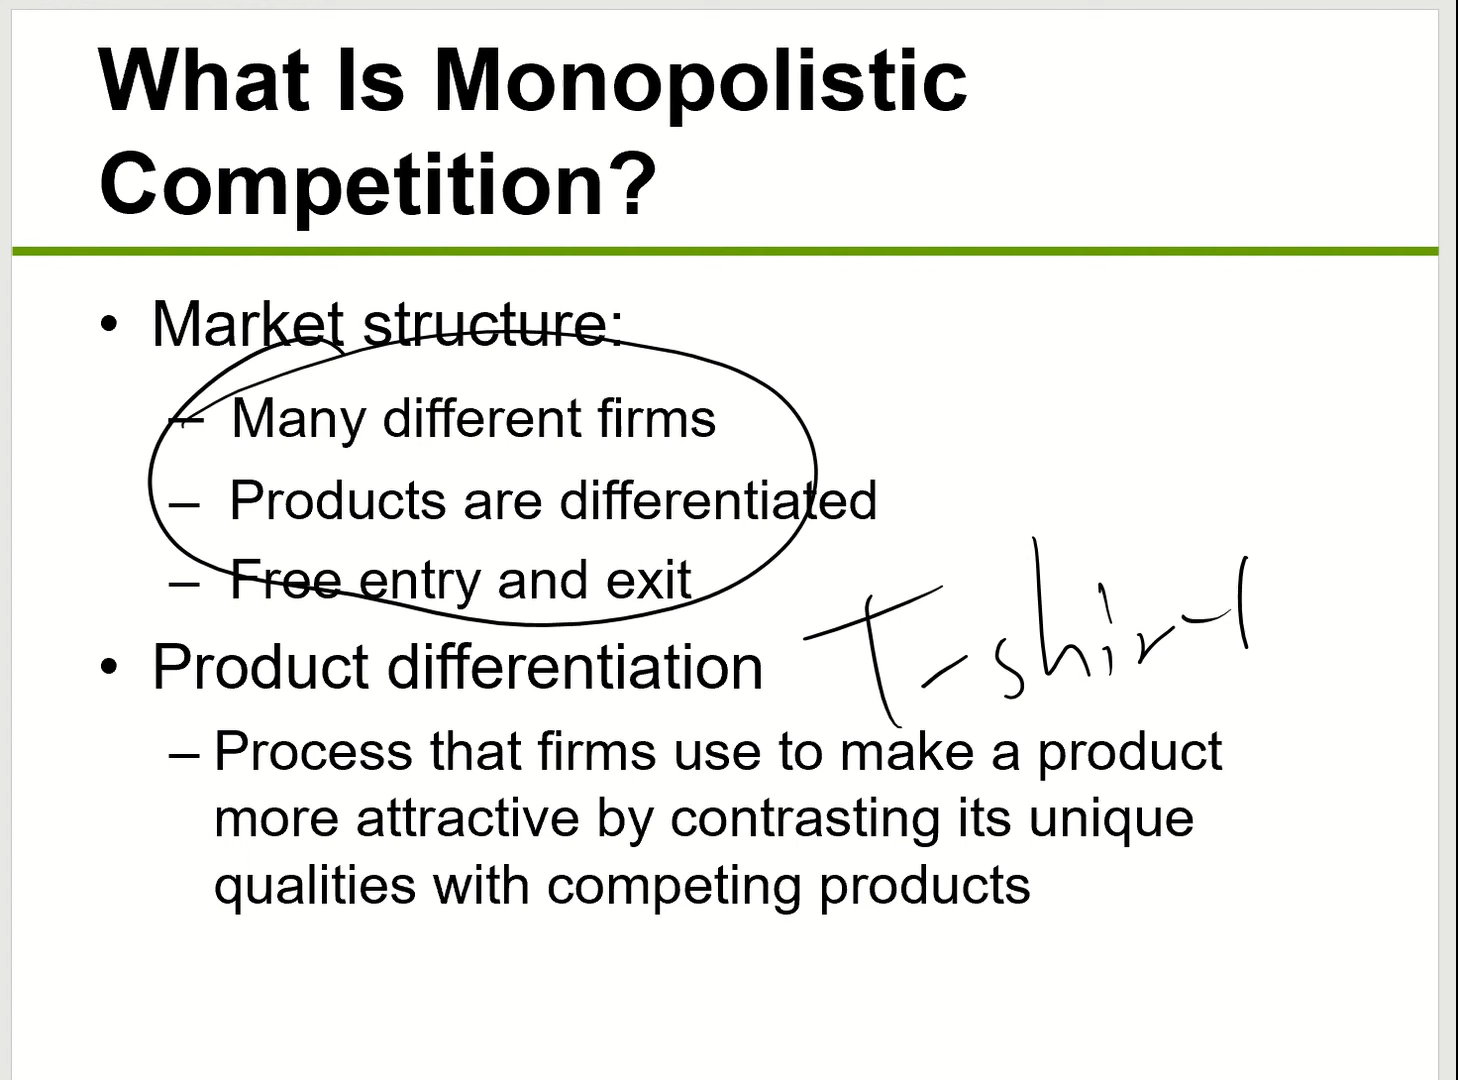 What Is Monopolistic
Competition?
• Market structure:
– Many different firms
– Products are differentiated
– Free entry and exit
• Product differentiation
T-shirt
– Process that firms use to make a product
more attractive by contrasting its unique
qualities with competing products